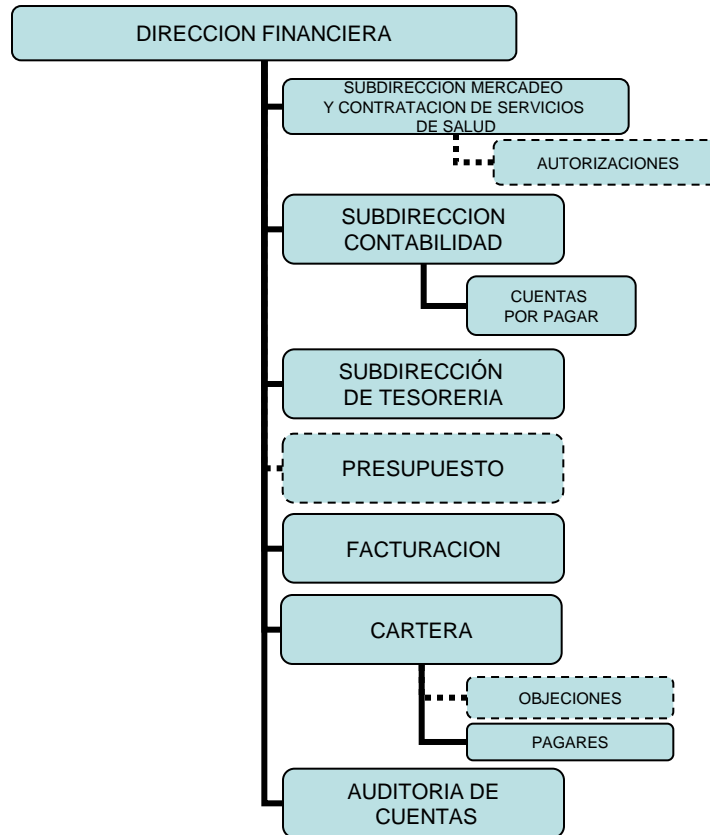 DIRECCION FINANCIERA
SUBDIRECCION MERCADEO
Y CONTRATACION DE SERVICIOS
DE SALUD
AUTORIZACIONES
SUBDIRECCION
CONTABILIDAD
CUENTAS
POR PAGAR
SUBDIRECCIÓN
DE TESORERIA
PRESUPUESTO
FACTURACION
CARTERA
OBJECIONES
PAGARES
AUDITORIA DE
CUENTAS